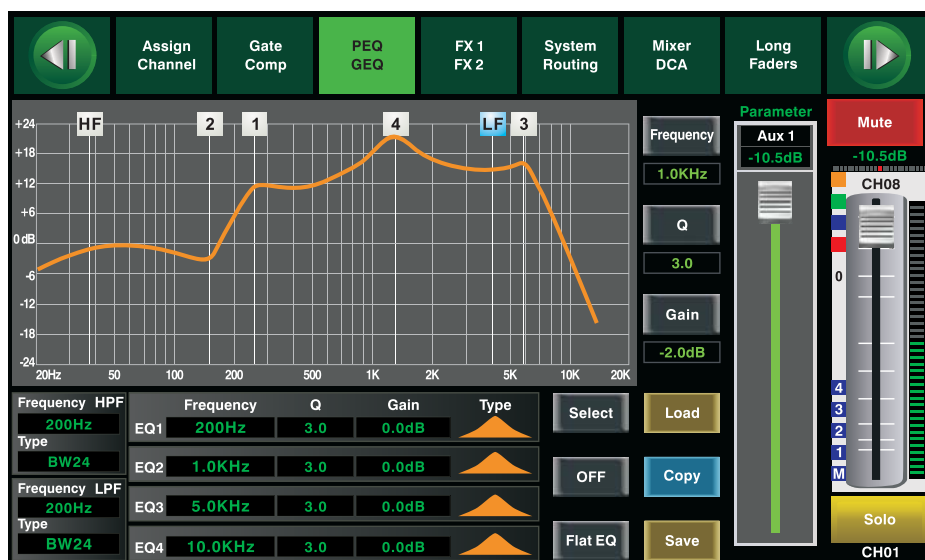 Assign Channel
Gate Comp
PEQ GEQ
FX 1 FX 2
System Routing
Mixer DCA
Long Faders
HF
2
1
4
LF
3
+24
+18
+12
+6
0 dB
-6
-12
-18
-24
20Hz 50 100 200 500 1K 2K 5K 10K 20K
Frequency
1.0KHz
Q
3.0
Gain
-2.0dB
Parameter
Aux 1
-10.5dB
Mute
-10.5dB
CH08
0
4
3
2
1
M
Frequency HPF
200Hz
Type
BW24
Frequency LPF
200Hz
Type
BW24
Frequency Q Gain Type
EQ1 200Hz 3.0 0.0dB
EQ2 1.0KHz 3.0 0.0dB
EQ3 5.0KHz 3.0 0.0dB
EQ4 10.0KHz 3.0 0.0dB
Select
OFF
Flat EQ
Load
Copy
Save
Solo
CH01